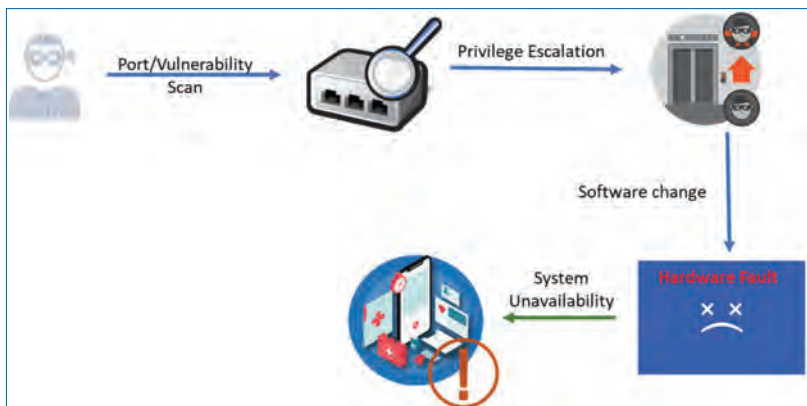 Port/Vulnerability
Scan
Privilege Escalation
Software change
Hardware Fault
System
Unavailability